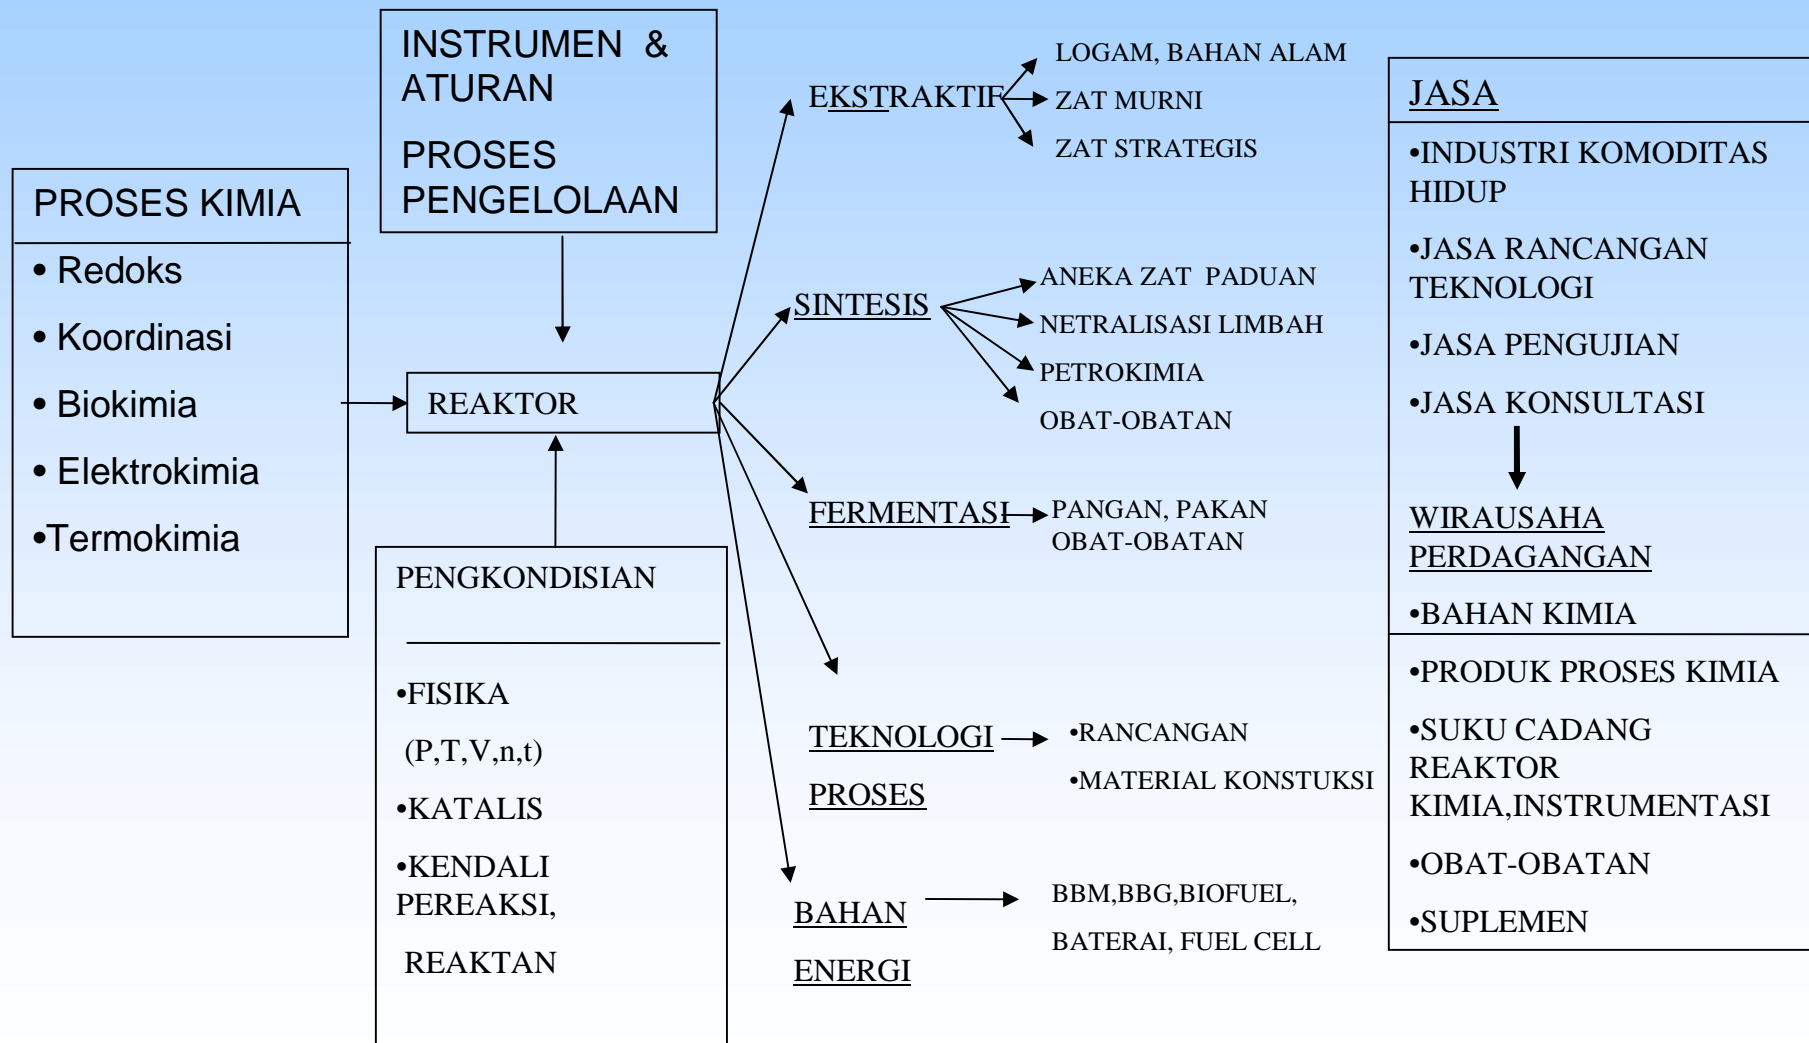 PROSES KIMIA
• Redoks
• Koordinasi
• Biokimia
• Elektrokimia
•Termokimia
INSTRUMEN &
ATURAN
PROSES
PENGELOLAAN
REAKTOR
PENGKONDISIAN
•FISIKA
(P,T,V,n,t)
•KATALIS
•KENDALI
PEREAKSI,
REAKTAN
EKSTRAKTIF
LOGAM, BAHAN ALAM
ZAT MURNI
ZAT STRATEGIS
SINTESIS
ANEKA ZAT PADUAN
NETRALISASI LIMBAH
PETROKIMIA
OBAT-OBATAN
FERMENTASI
PANGAN, PAKAN
OBAT-OBATAN
TEKNOLOGI
PROSES
•RANCANGAN
•MATERIAL KONSTUKSI
BAHAN
ENERGI
BBM,BBG,BIOFUEL,
BATERAI, FUEL CELL
JASA
•INDUSTRI KOMODITAS
HIDUP
•JASA RANCANGAN
TEKNOLOGI
•JASA PENGUJIAN
•JASA KONSULTASI
WIRAUSAHA
PERDAGANGAN
•BAHAN KIMIA
•PRODUK PROSES KIMIA
•SUKU CADANG
REAKTOR
KIMIA,INSTRUMENTASI
•OBAT-OBATAN
•SUPLEMEN